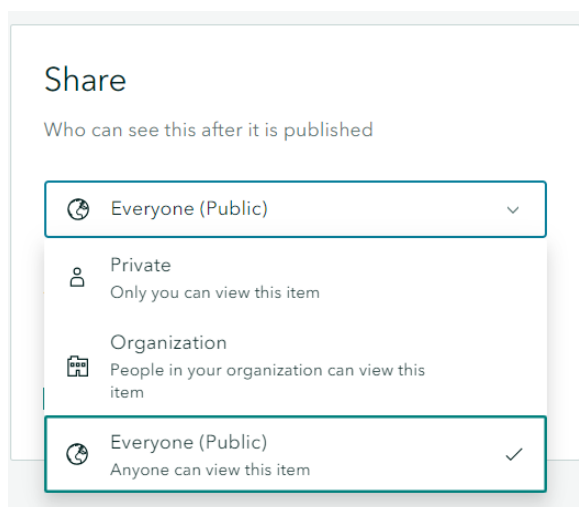 Share
Who can see this after it is published
Everyone (Public)
Private
Only you can view this item
Organization
People in your organization can view this
item
Everyone (Public)
Anyone can view this item